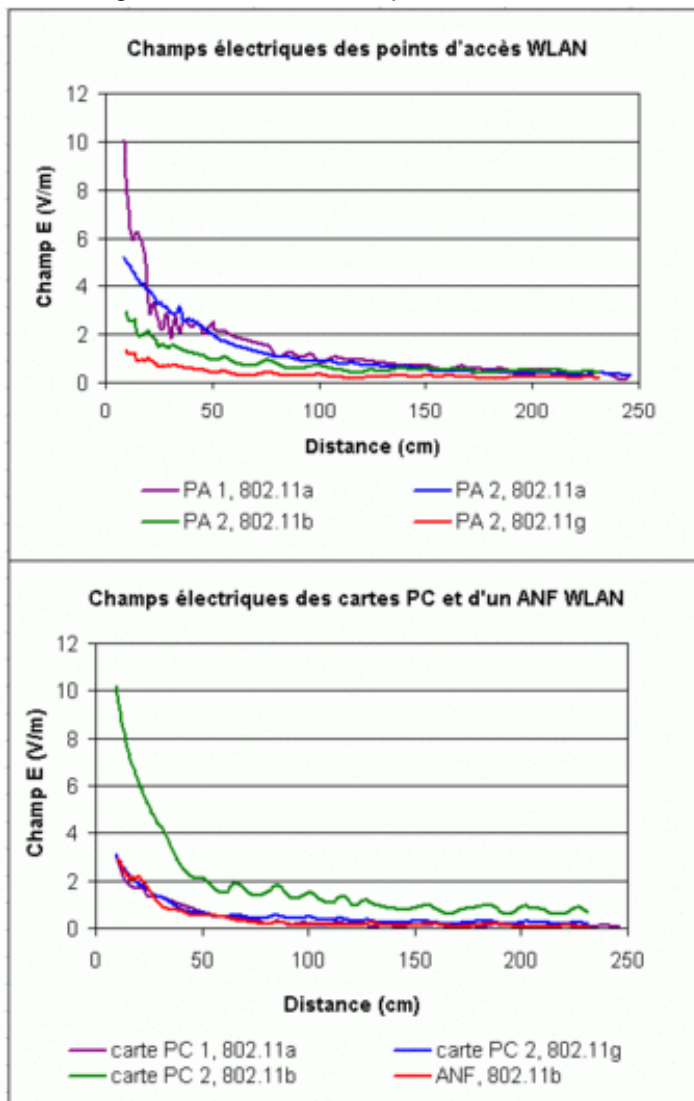 Champs électriques des points d'accès WLAN
12
10
8
6
4
2
0
Champ E (V/m)
0 50 100 150 200 250
Distance (cm)
PA 1, 802.11a PA 2, 802.11a
PA 2, 802.11b PA 2, 802.11g
Champs électriques des cartes PC et d'un ANF WLAN
12
10
8
6
4
2
0
Champ E (V/m)
0 50 100 150 200 250
Distance (cm)
carte PC 1, 802.11a carte PC 2, 802.11g
carte PC 2, 802.11b ANF, 802.11b